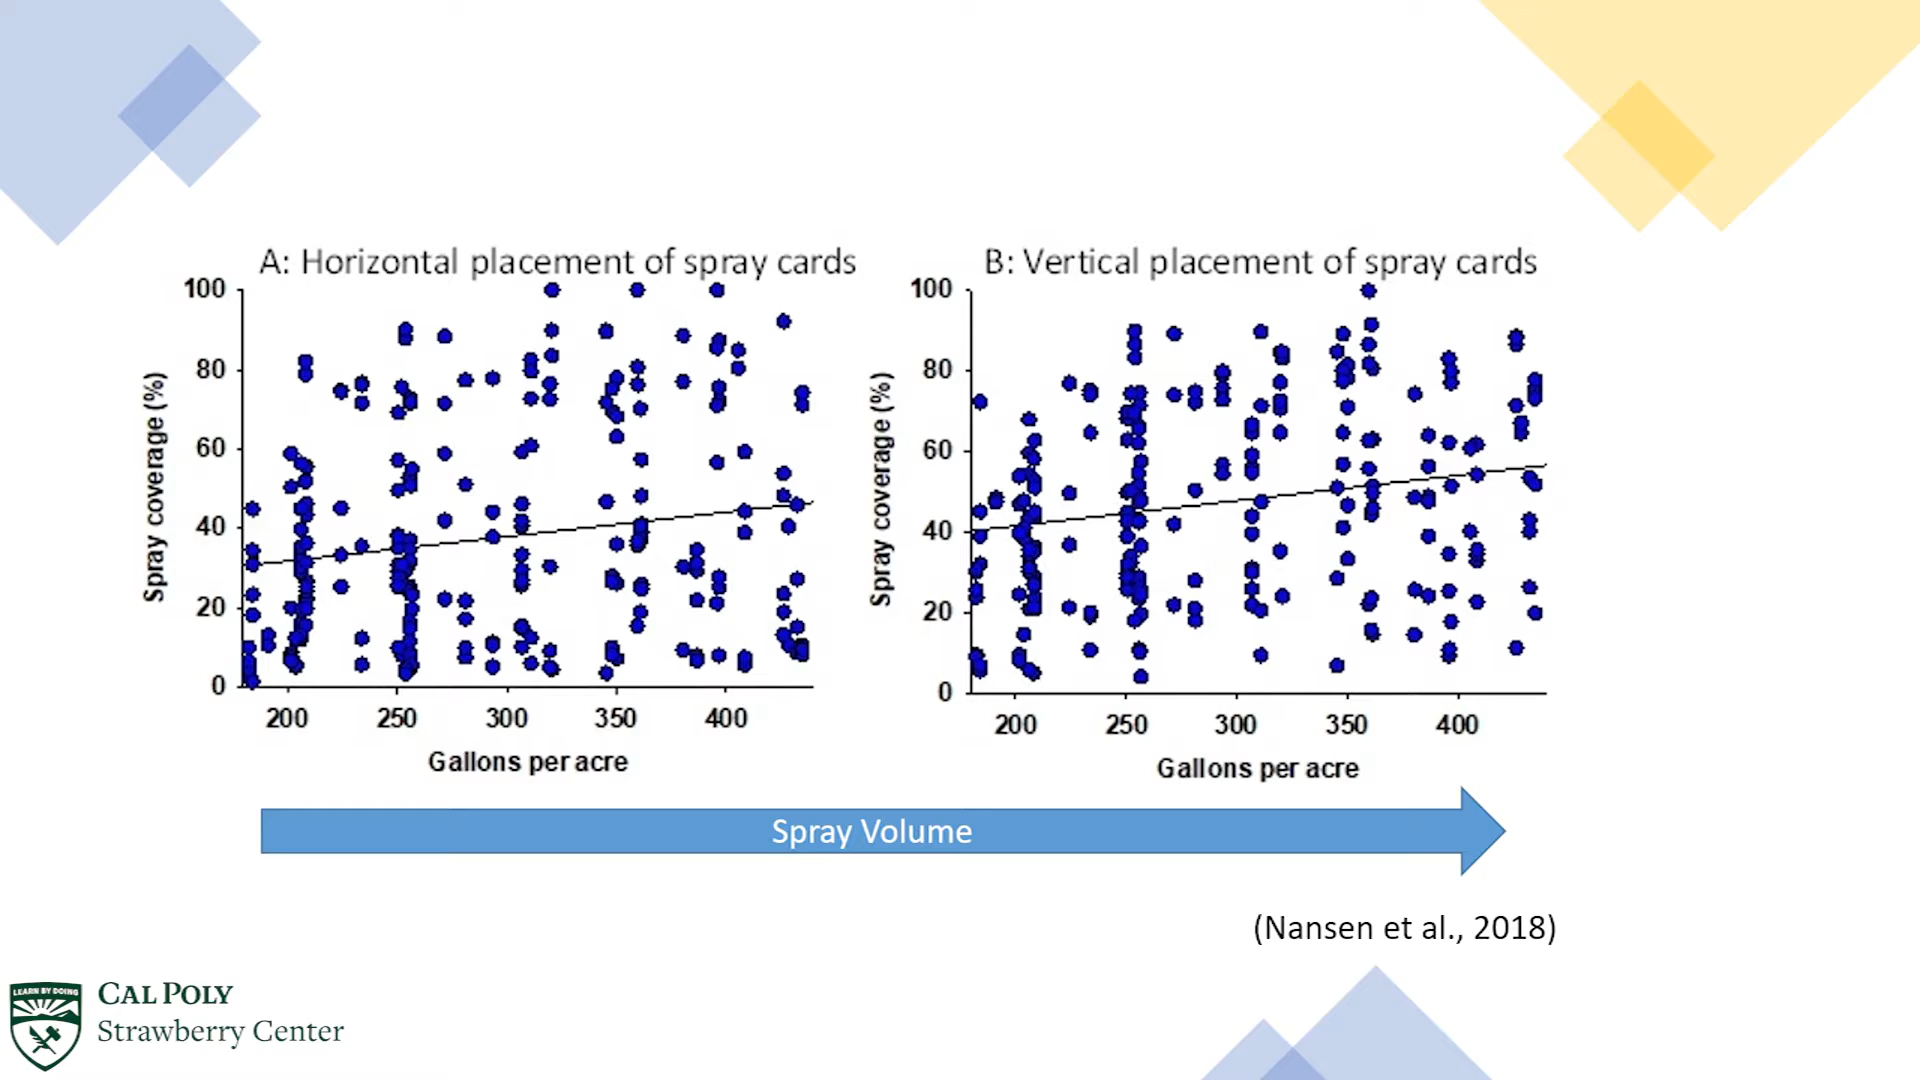 A: Horizontal placement of spray cards
100
80
60
40
20
0
Spray coverage (%)
200 250 300 350 400
Gallons per acre
B: Vertical placement of spray cards
100
80
60
40
20
0
Spray coverage (%)
200 250 300 350 400
Gallons per acre
Spray Volume
(Nansen et al., 2018)
LEARN BY DOING
CAL POLY
Strawberry Center